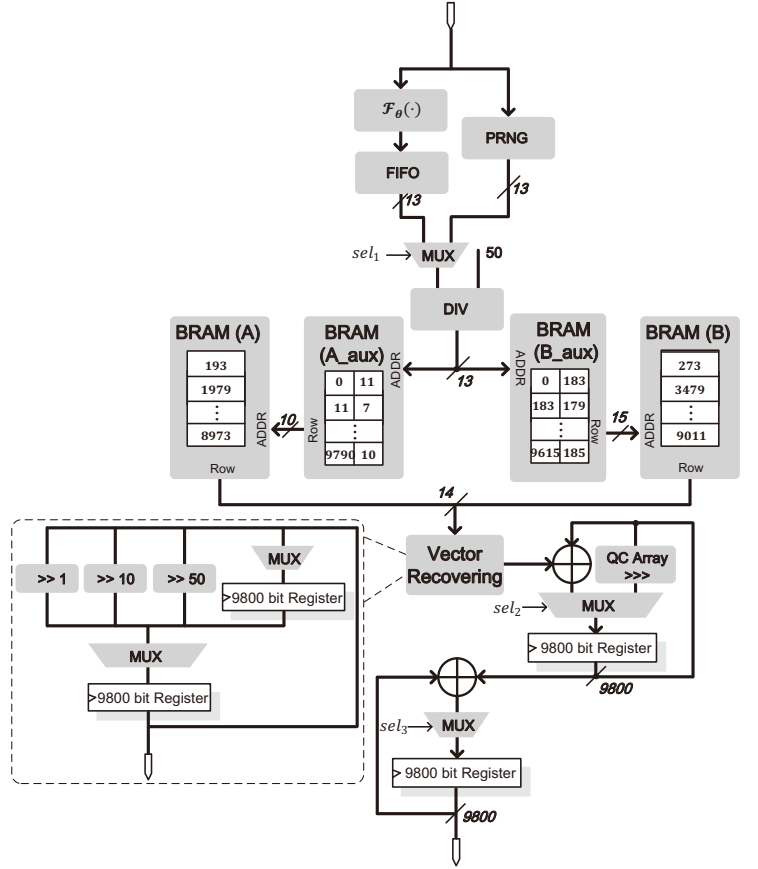 𝓕_θ(·)
PRNG
FIFO
13
13
sel₁
MUX
50
DIV
13
BRAM (A)
193
1979
⋮
8973
ADDR
Row
10
BRAM
(A_aux)
0 11
11 7
⋮
9790 10
ADDR
Row
BRAM
(B_aux)
0 183
183 179
⋮
9615 185
ADDR
Row
15
BRAM (B)
273
3479
⋮
9011
ADDR
Row
14
Vector
Recovering
QC Array
>>>
sel₂
MUX
> 9800 bit Register
9800
>> 1
>> 10
>> 50
MUX
>9800 bit Register
MUX
>9800 bit Register
sel₃
MUX
> 9800 bit Register
9800